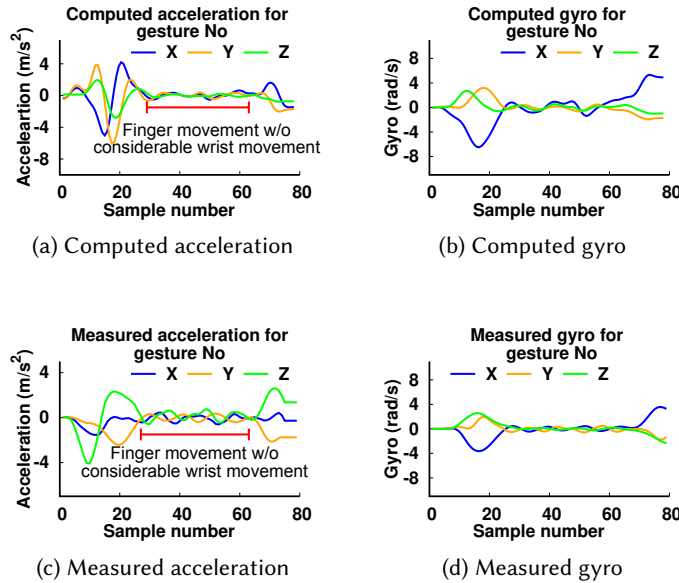 Computed acceleration for
gesture No
X Y Z
Accelaertion (m/s²)
4
0
-4
-8
Finger movement w/o
considerable wrist movement
0 20 40 60 80
Sample number
(a) Computed acceleration
Computed gyro for
gesture No
X Y Z
Gyro (rad/s)
8
4
0
-4
-8
0 20 40 60 80
Sample number
(b) Computed gyro
Measured acceleration for
gesture No
X Y Z
Acceleration (m/s²)
4
0
-4
Finger movement w/o
considerable wrist movement
0 20 40 60 80
Sample number
(c) Measured acceleration
Measured gyro for
gesture No
X Y Z
Gyro (rad/s)
8
4
0
-4
-8
0 20 40 60 80
Sample number
(d) Measured gyro